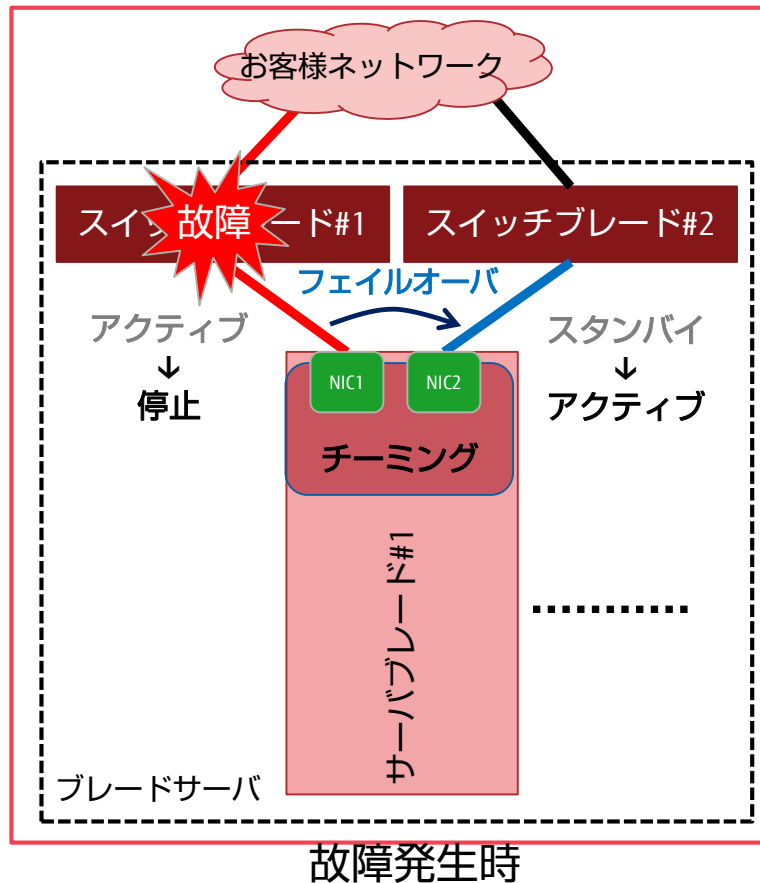 お客様ネットワーク
スイッ
故障
ード#1
スイッチブレード#2
フェイルオーバ
アクティブ
↓
停止
スタンバイ
↓
アクティブ
NIC1
NIC2
チーミング
サーバブレード#1
…………
ブレードサーバ
故障発生時